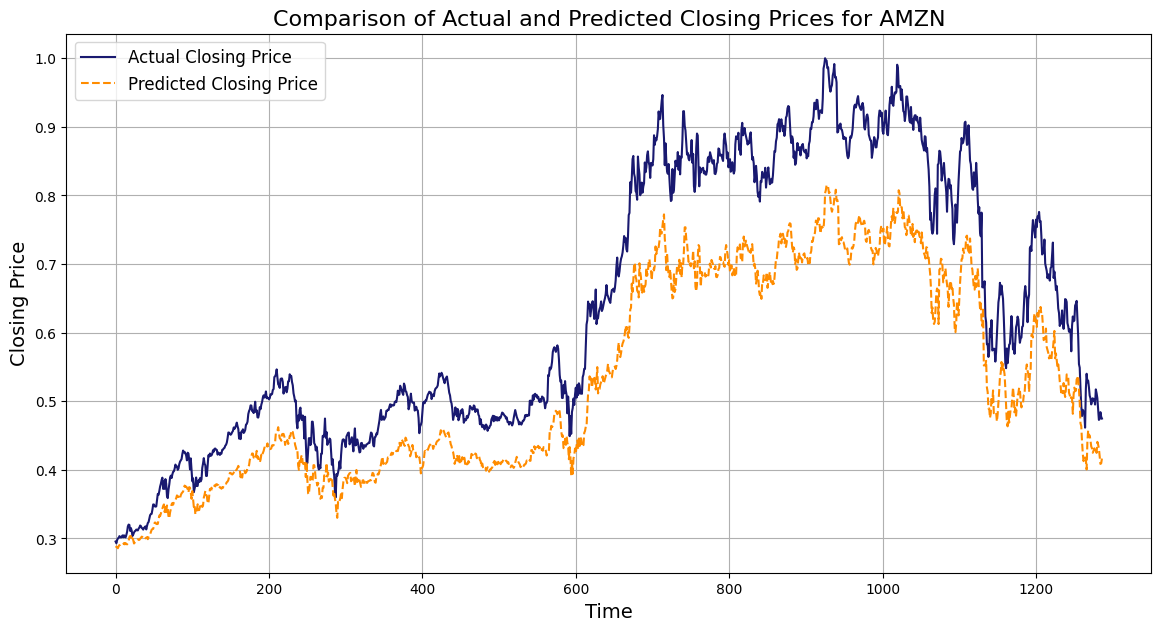 Comparison of Actual and Predicted Closing Prices for AMZN
Actual Closing Price
Predicted Closing Price
Closing Price
1.0
0.9
0.8
0.7
0.6
0.5
0.4
0.3
0 200 400 600 800 1000 1200
Time